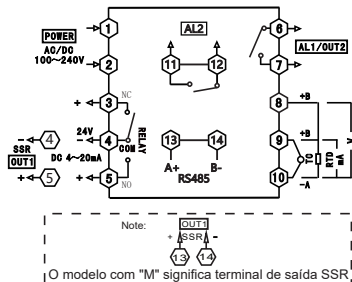 POWER
AC/DC
100~240V
1
2
AL2
11
12
6
7
AL1/OUT2
3
NC
+
24V
- 4
SSR
OUT1
+ 5
-
4
COM
RELAY
DC 4~20mA
+
5
NO
13
14
A+
B-
RS485
8
+B
9
+B
10
-A
TC
RTD
mA
V
Note:
OUT1
+ SSR -
13
14
O modelo com "M" significa terminal de saída SSR